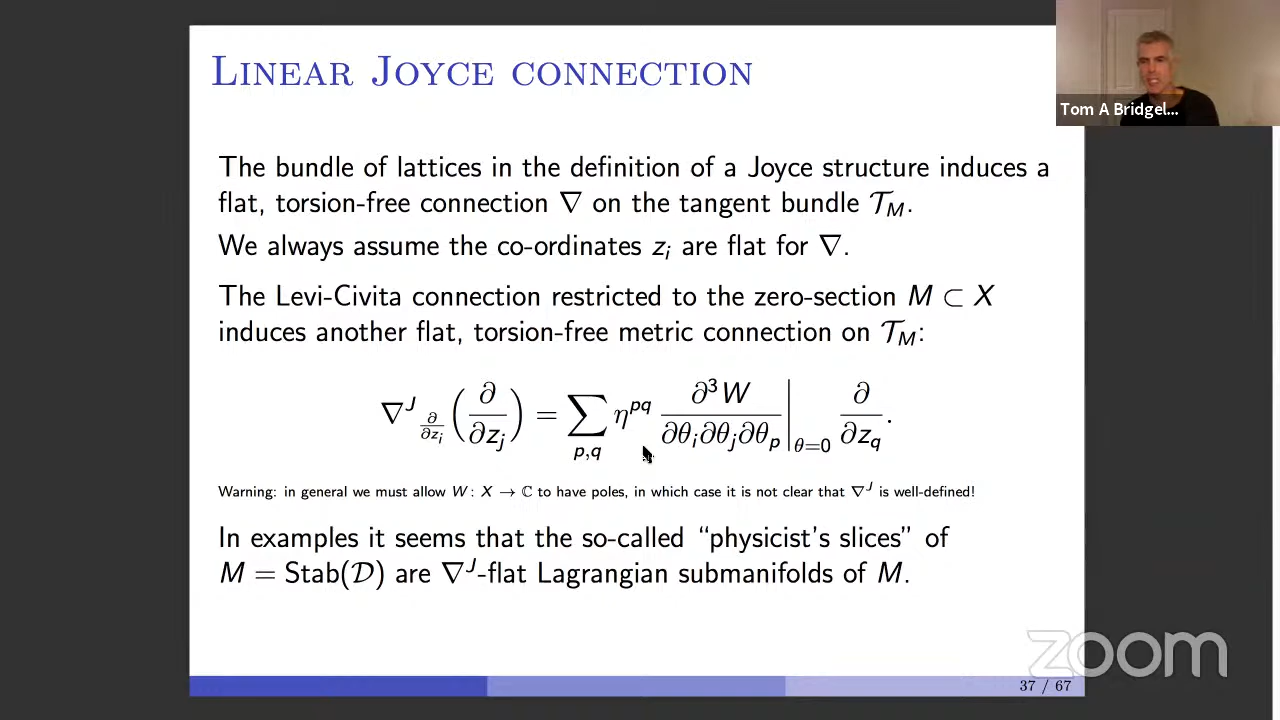 LINEAR JOYCE CONNECTION
Tom A Bridgel...
The bundle of lattices in the definition of a Joyce structure induces a
flat, torsion-free connection ∇ on the tangent bundle 𝒯_M.
We always assume the co-ordinates z_i are flat for ∇.
The Levi-Civita connection restricted to the zero-section M ⊂ X
induces another flat, torsion-free metric connection on 𝒯_M:
∇^J_{∂/∂z_i} (∂/∂z_j) = ∑_{p,q} η^{pq} ∂³W/∂θ_i∂θ_j∂θ_p |_{θ=0} ∂/∂z_q.
Warning: in general we must allow W: X → ℂ to have poles, in which case it is not clear that ∇^J is well-defined!
In examples it seems that the so-called “physicist's slices” of
M = Stab(𝒟) are ∇^J-flat Lagrangian submanifolds of M.
zoom
37 / 67